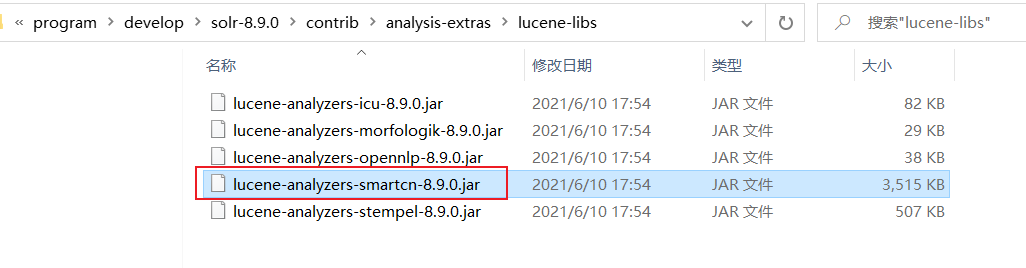 « program › develop › solr-8.9.0 › contrib › analysis-extras › lucene-libs 搜索"lucene-libs"
名称 修改日期 类型 大小
lucene-analyzers-icu-8.9.0.jar 2021/6/10 17:54 JAR 文件 82 KB
lucene-analyzers-morfologik-8.9.0.jar 2021/6/10 17:54 JAR 文件 29 KB
lucene-analyzers-opennlp-8.9.0.jar 2021/6/10 17:54 JAR 文件 38 KB
lucene-analyzers-smartcn-8.9.0.jar 2021/6/10 17:54 JAR 文件 3,515 KB
lucene-analyzers-stempel-8.9.0.jar 2021/6/10 17:54 JAR 文件 507 KB